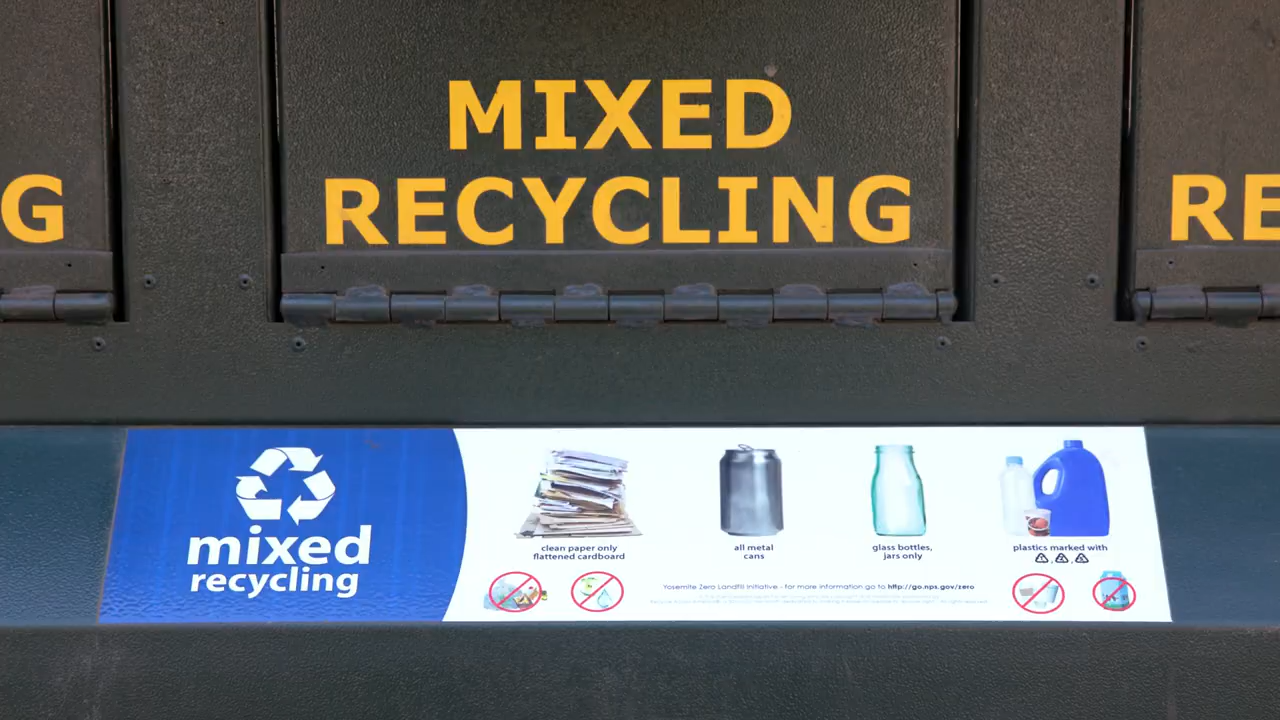 MIXED
RECYCLING
G
RE
mixed
recycling
clean paper only
flattened cardboard
all metal
cans
glass bottles,
jars only
plastics marked with
Yosemite Zero Landfill Initiative - for more information go to http://go.nps.gov/zero